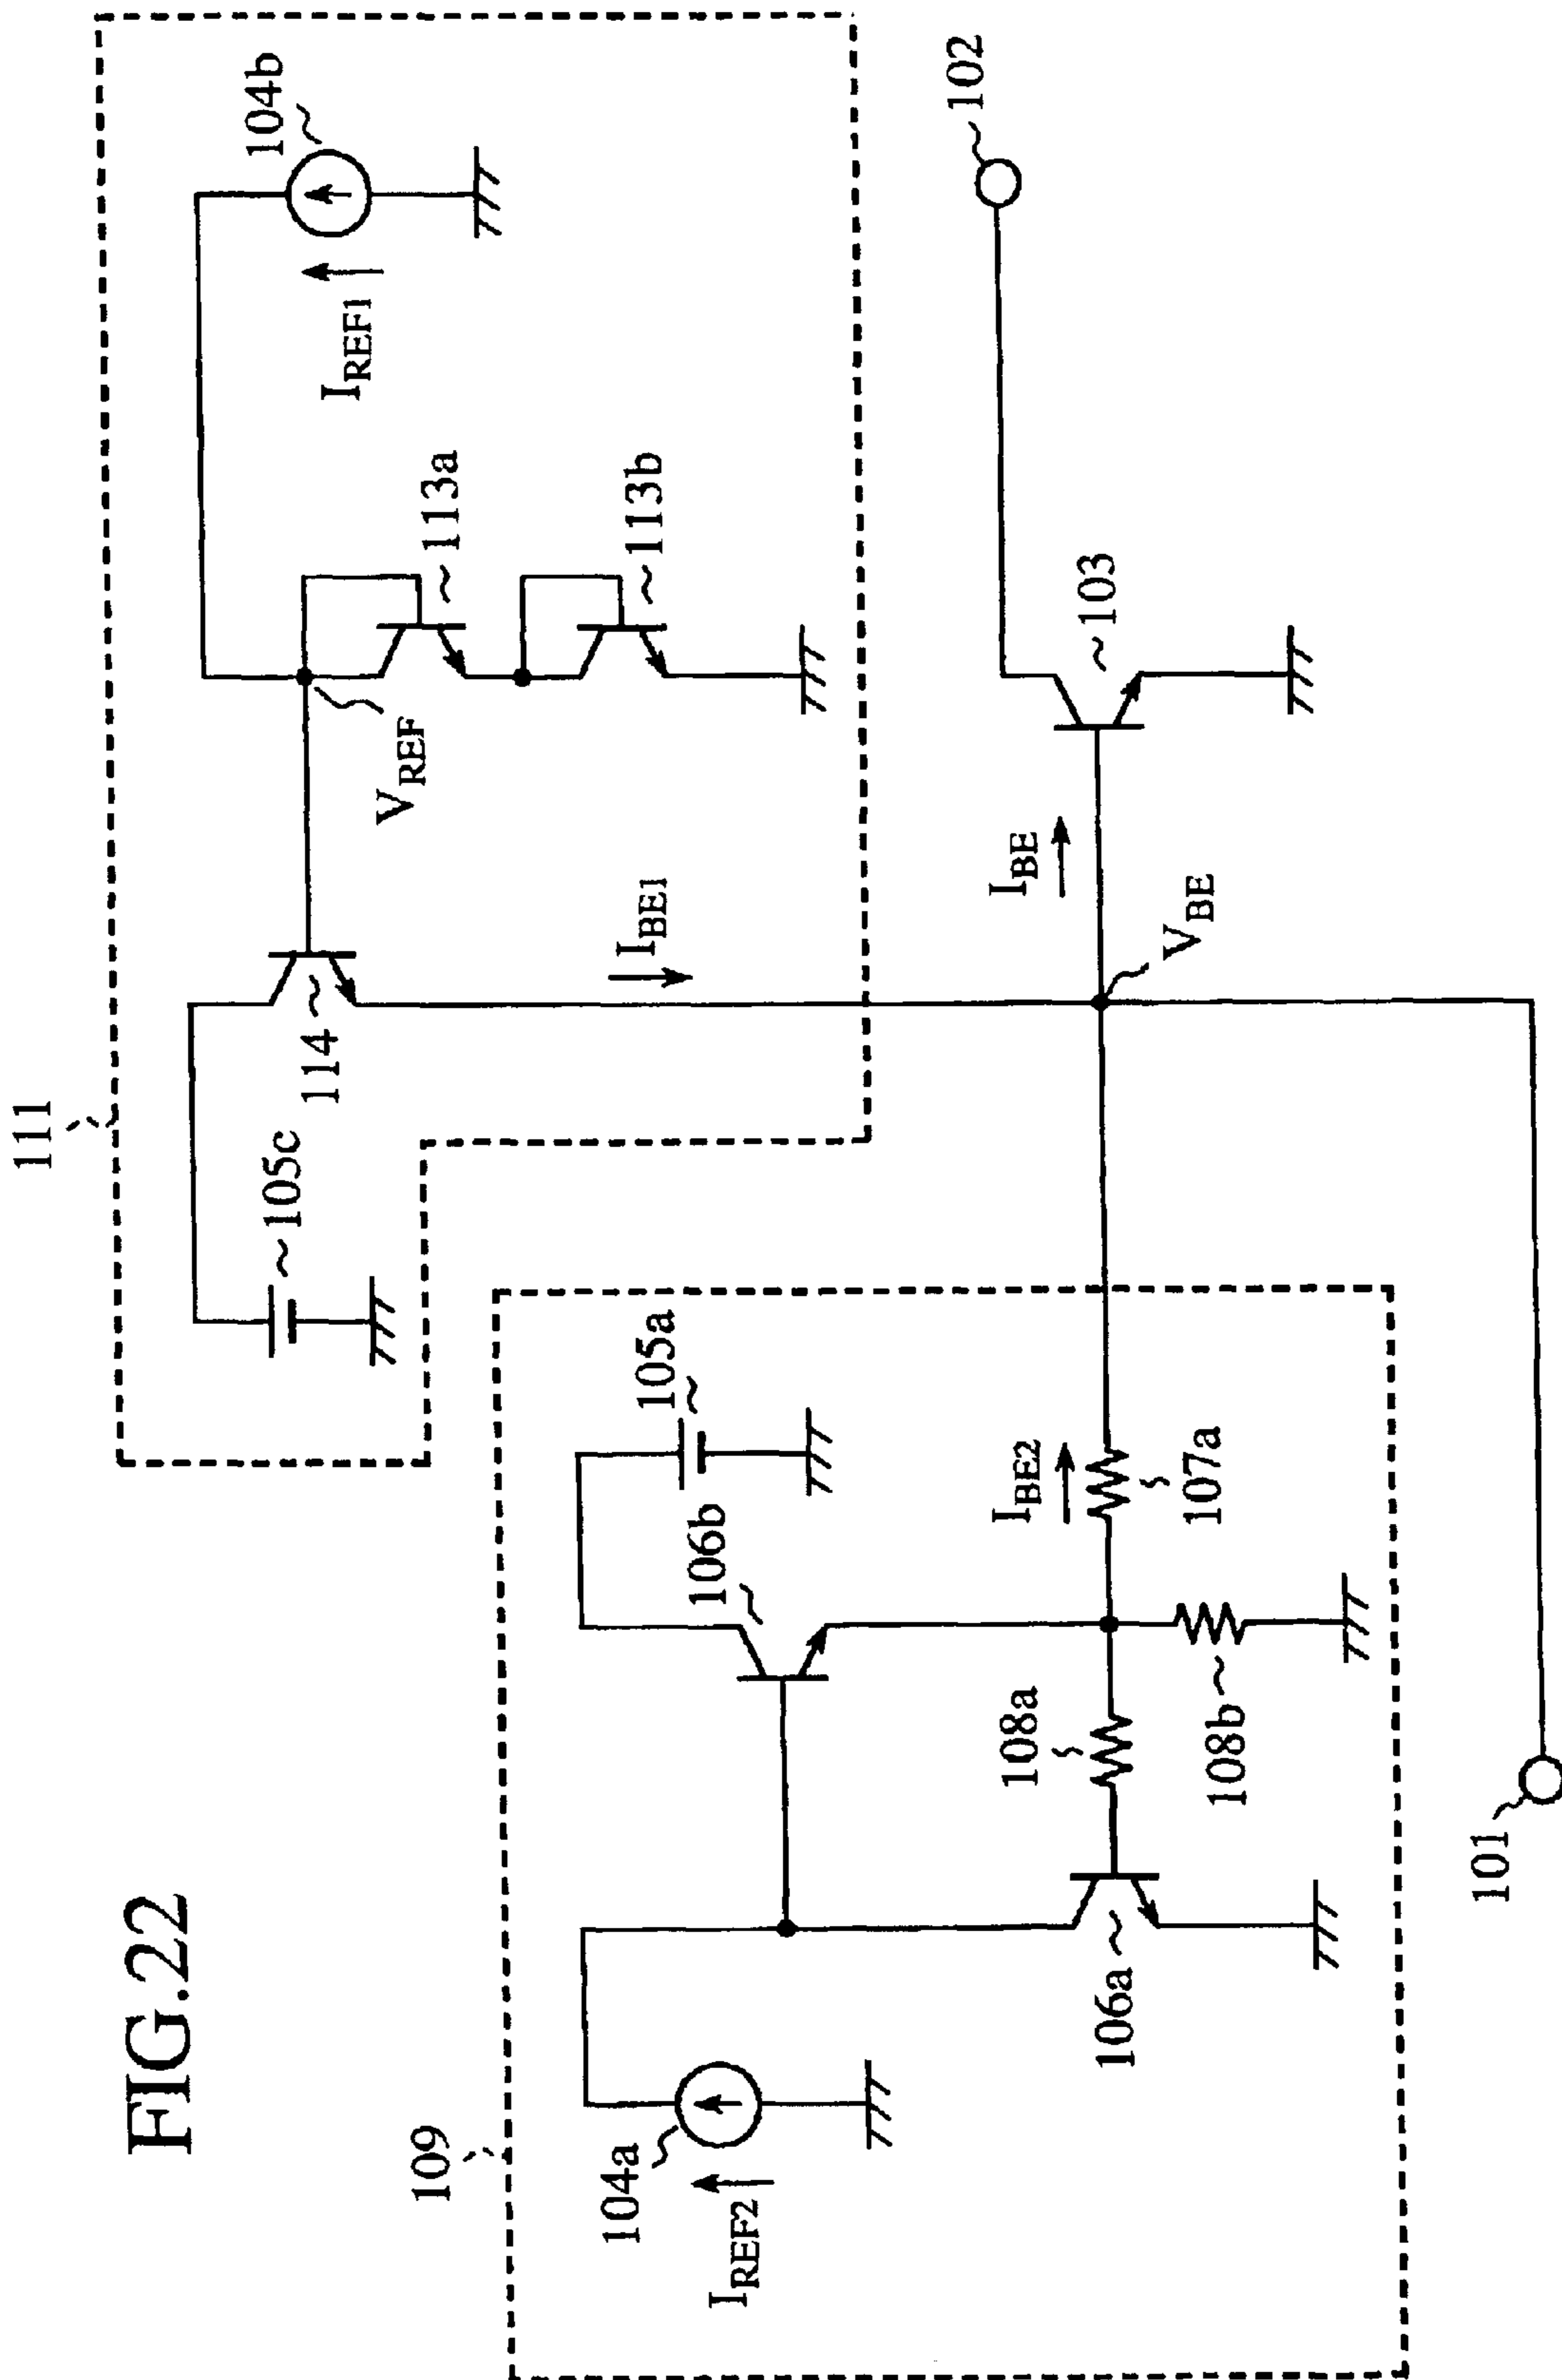 FIG.22
111
105c
114
I_BE1
V_REF
113a
113b
I_REF1
104b
102
103
I_BE
V_BE
109
104a
I_REF2
106a
106b
105a
108a
108b
I_BE2
107a
101